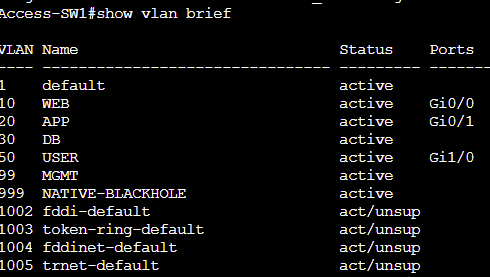 Access-SW1#show vlan brief
VLAN Name                             Status    Ports
---- -------------------------------- --------- -------
1    default                          active
10   WEB                              active    Gi0/0
20   APP                              active    Gi0/1
30   DB                               active
50   USER                             active    Gi1/0
99   MGMT                             active
999  NATIVE-BLACKHOLE                 active
1002 fddi-default                     act/unsup
1003 token-ring-default               act/unsup
1004 fddinet-default                  act/unsup
1005 trnet-default                    act/unsup